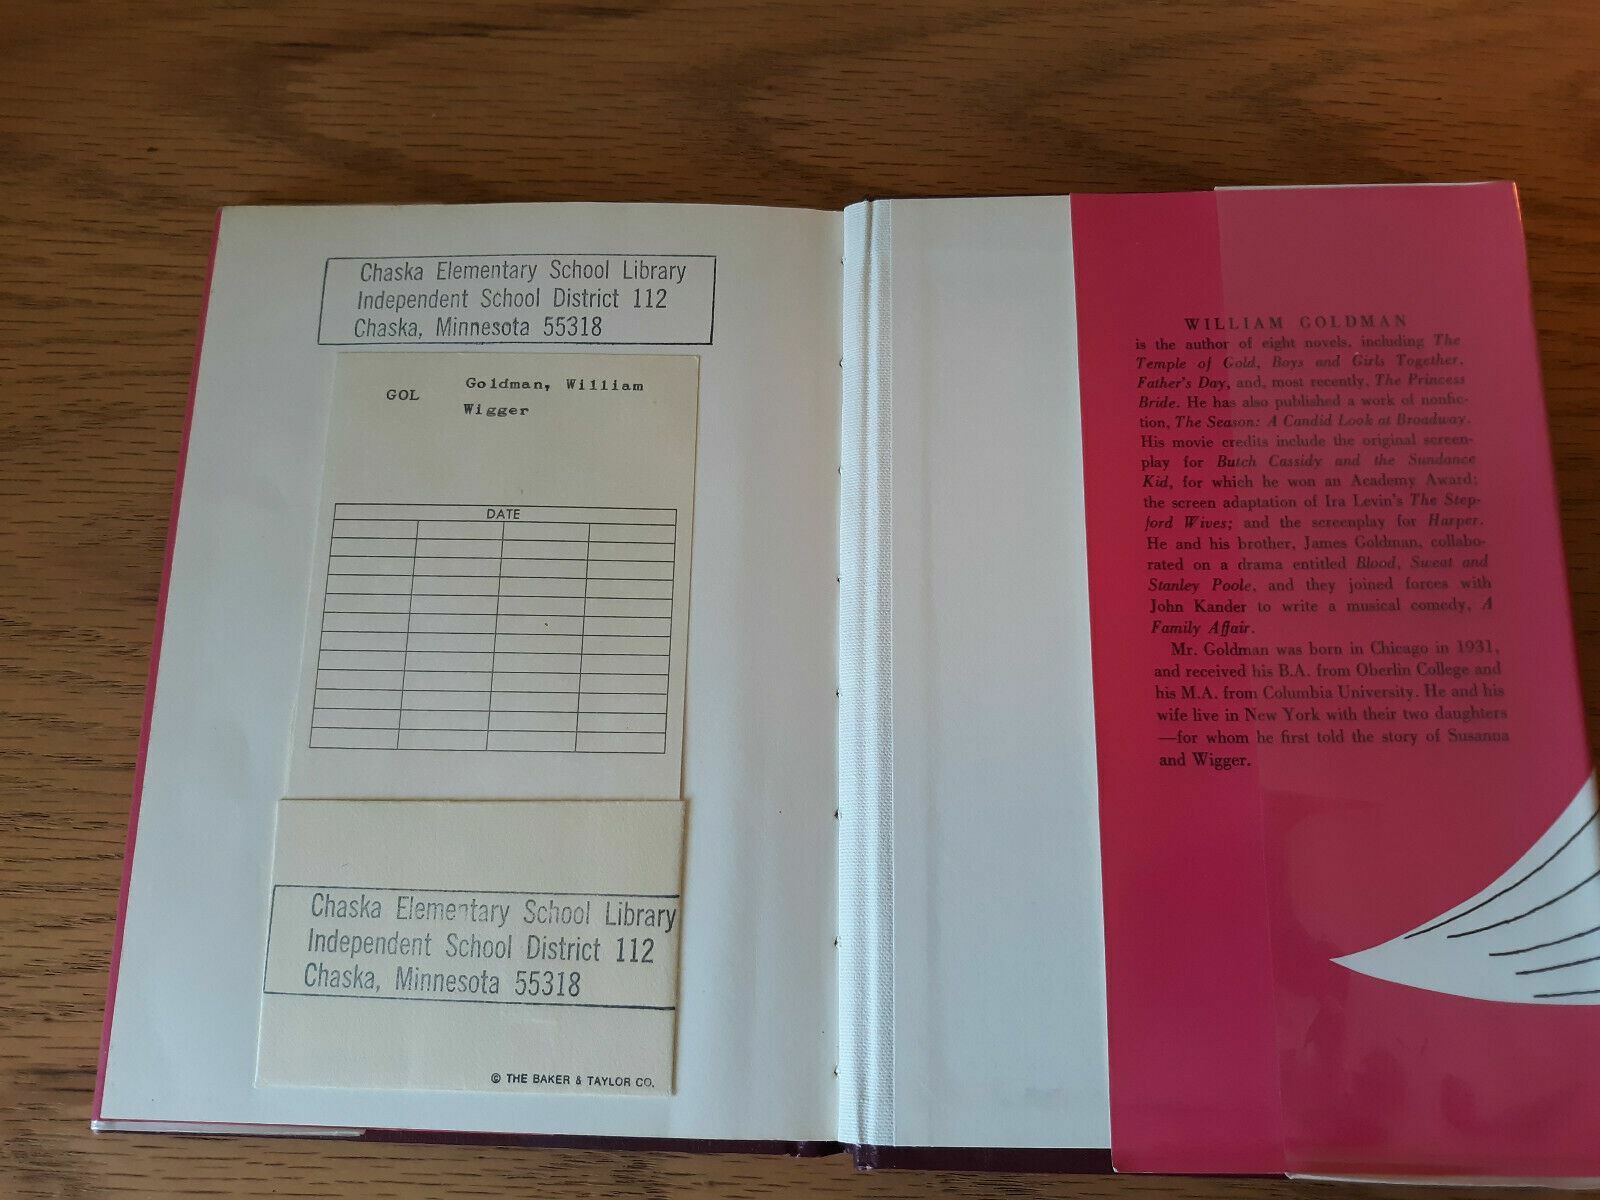 Chaska Elementary School Library
Independent School District 112
Chaska, Minnesota 55318
Goldman, William
GOL
Wigger
DATE
Chaska Elementary School Library
Independent School District 112
Chaska, Minnesota 55318
© THE BAKER & TAYLOR CO.
WILLIAM GOLDMAN
is the author of eight novels, including The
Temple of Gold, Boys and Girls Together,
Father's Day, and, most recently, The Princess
Bride. He has also published a work of nonfic-
tion, The Season: A Candid Look at Broadway.
His movie credits include the original screen-
play for Butch Cassidy and the Sundance
Kid, for which he won an Academy Award;
the screen adaptation of Ira Levin's The Step-
ford Wives; and the screenplay for Harper.
He and his brother, James Goldman, collabo-
rated on a drama entitled Blood, Sweat and
Stanley Poole, and they joined forces with
John Kander to write a musical comedy, A
Family Affair.
Mr. Goldman was born in Chicago in 1931,
and received his B.A. from Oberlin College and
his M.A. from Columbia University. He and his
wife live in New York with their two daughters
—for whom he first told the story of Susanna
and Wigger.